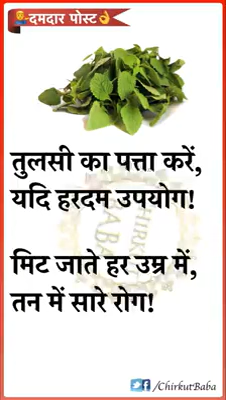 दमदार पोस्ट👌
तुलसी का पत्ता करें,
यदि हरदम उपयोग!
मिट जाते हर उम्र में,
तन में सारे रोग!
/ChirkutBaba